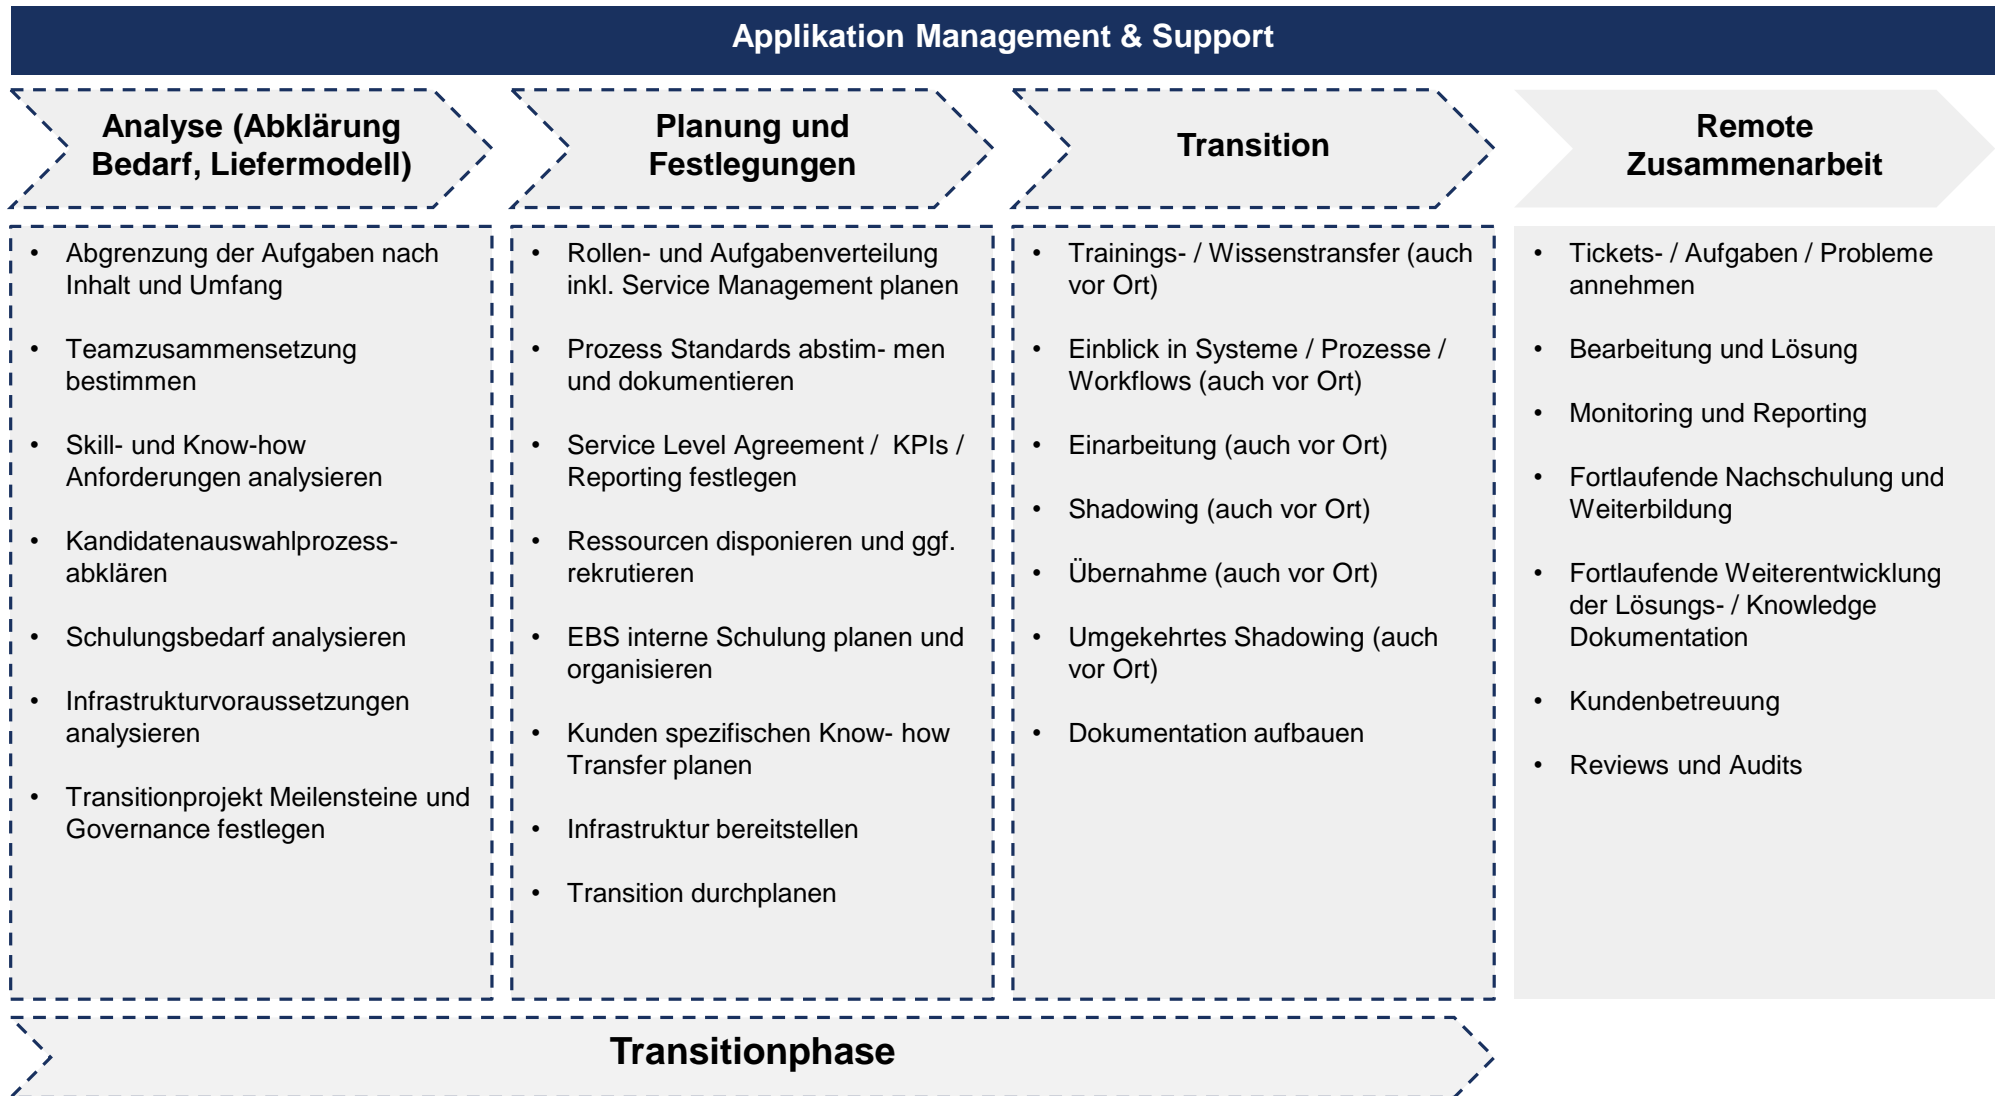 Applikation Management & Support
Analyse (Abklärung
Bedarf, Liefermodell)
Planung und
Festlegungen
Transition
Remote
Zusammenarbeit
• Abgrenzung der Aufgaben nach
Inhalt und Umfang
• Teamzusammensetzung
bestimmen
• Skill- und Know-how
Anforderungen analysieren
• Kandidatenauswahlprozess-
abklären
• Schulungsbedarf analysieren
• Infrastrukturvoraussetzungen
analysieren
• Transitionprojekt Meilensteine und
Governance festlegen
• Rollen- und Aufgabenverteilung
inkl. Service Management planen
• Prozess Standards abstim- men
und dokumentieren
• Service Level Agreement / KPIs /
Reporting festlegen
• Ressourcen disponieren und ggf.
rekrutieren
• EBS interne Schulung planen und
organisieren
• Kunden spezifischen Know- how
Transfer planen
• Infrastruktur bereitstellen
• Transition durchplanen
• Trainings- / Wissenstransfer (auch
vor Ort)
• Einblick in Systeme / Prozesse /
Workflows (auch vor Ort)
• Einarbeitung (auch vor Ort)
• Shadowing (auch vor Ort)
• Übernahme (auch vor Ort)
• Umgekehrtes Shadowing (auch
vor Ort)
• Dokumentation aufbauen
• Tickets- / Aufgaben / Probleme
annehmen
• Bearbeitung und Lösung
• Monitoring und Reporting
• Fortlaufende Nachschulung und
Weiterbildung
• Fortlaufende Weiterentwicklung
der Lösungs- / Knowledge
Dokumentation
• Kundenbetreuung
• Reviews und Audits
Transitionphase